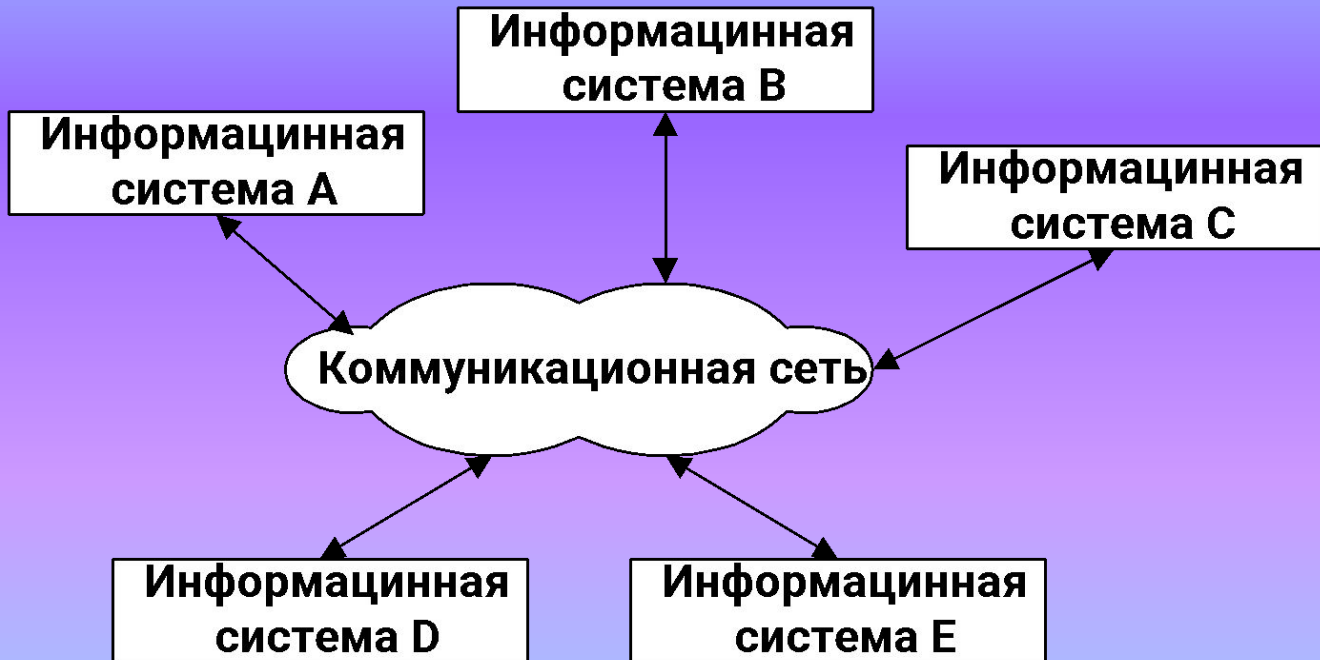 Информацинная
система B
Информацинная
система A
Информацинная
система C
Коммуникационная сеть
Информацинная
система D
Информацинная
система E